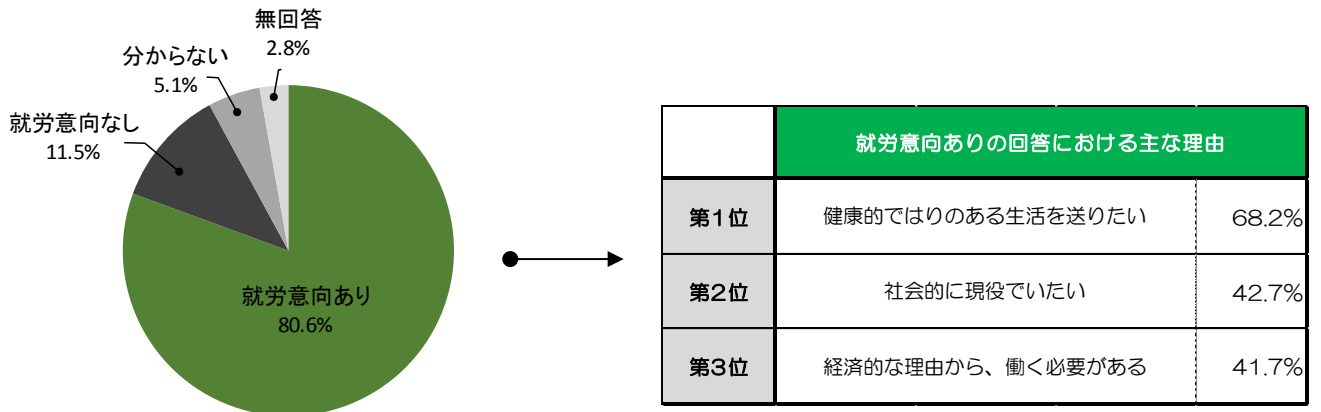 無回答
2.8%
分からない
5.1%
就労意向なし
11.5%
就労意向あり
80.6%
就労意向ありの回答における主な理由
第1位 健康的ではりのある生活を送りたい 68.2%
第2位 社会的に現役でいたい 42.7%
第3位 経済的な理由から、働く必要がある 41.7%